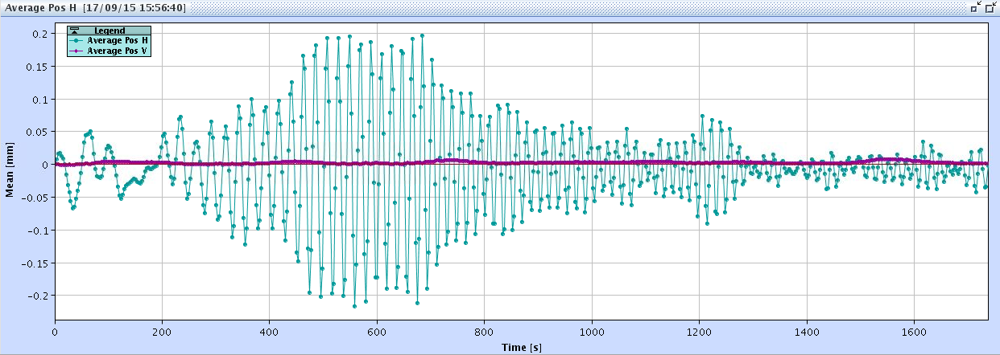 Average Pos H [17/09/15 15:56:40]
Legend
Average Pos H
Average Pos V
0.2
0.15
0.1
0.05
0
-0.05
-0.1
-0.15
-0.2
Mean [mm]
0 200 400 600 800 1000 1200 1400 1600
Time [s]